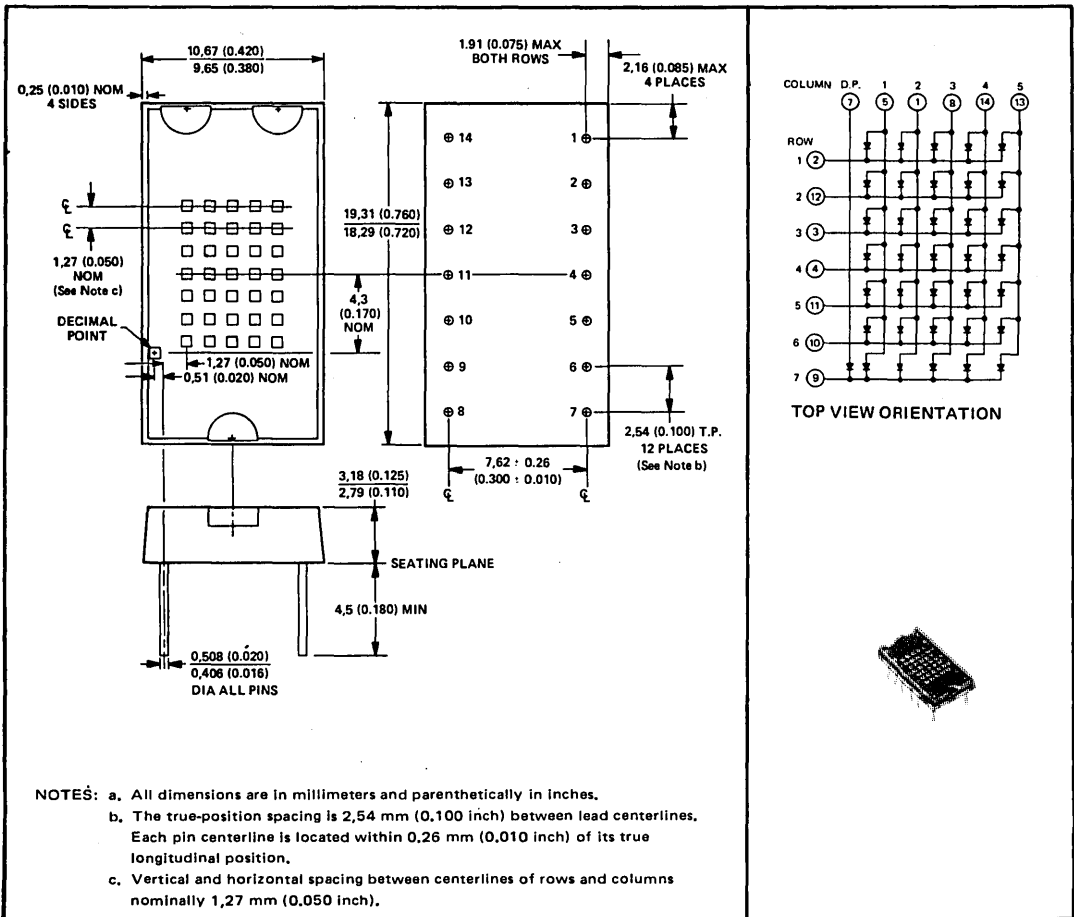 10,67 (0.420)
9,65 (0.380)
0,25 (0.010) NOM
4 SIDES
1.91 (0.075) MAX
BOTH ROWS
2,16 (0.085) MAX
4 PLACES
14
1
13
2
12
3
11
4
10
5
9
6
8
7
19,31 (0.760)
18,29 (0.720)
℄
℄
1,27 (0.050)
NOM
(See Note c)
4,3
(0.170)
NOM
DECIMAL
POINT
1,27 (0.050) NOM
0,51 (0.020) NOM
2,54 (0.100) T.P.
12 PLACES
(See Note b)
7,62 : 0.26
(0.300 : 0.010)
℄
℄
3,18 (0.125)
2,79 (0.110)
SEATING PLANE
4,5 (0.180) MIN
0,508 (0.020)
0,406 (0.016)
DIA ALL PINS
COLUMN D.P. 1 2 3 4 5
7 5 1 8 14 13
ROW
1 2
2 12
3 3
4 4
5 11
6 10
7 9
TOP VIEW ORIENTATION
NOTES: a. All dimensions are in millimeters and parenthetically in inches.
b. The true-position spacing is 2,54 mm (0.100 inch) between lead centerlines.
Each pin centerline is located within 0.26 mm (0.010 inch) of its true
longitudinal position.
c. Vertical and horizontal spacing between centerlines of rows and columns
nominally 1,27 mm (0.050 inch).